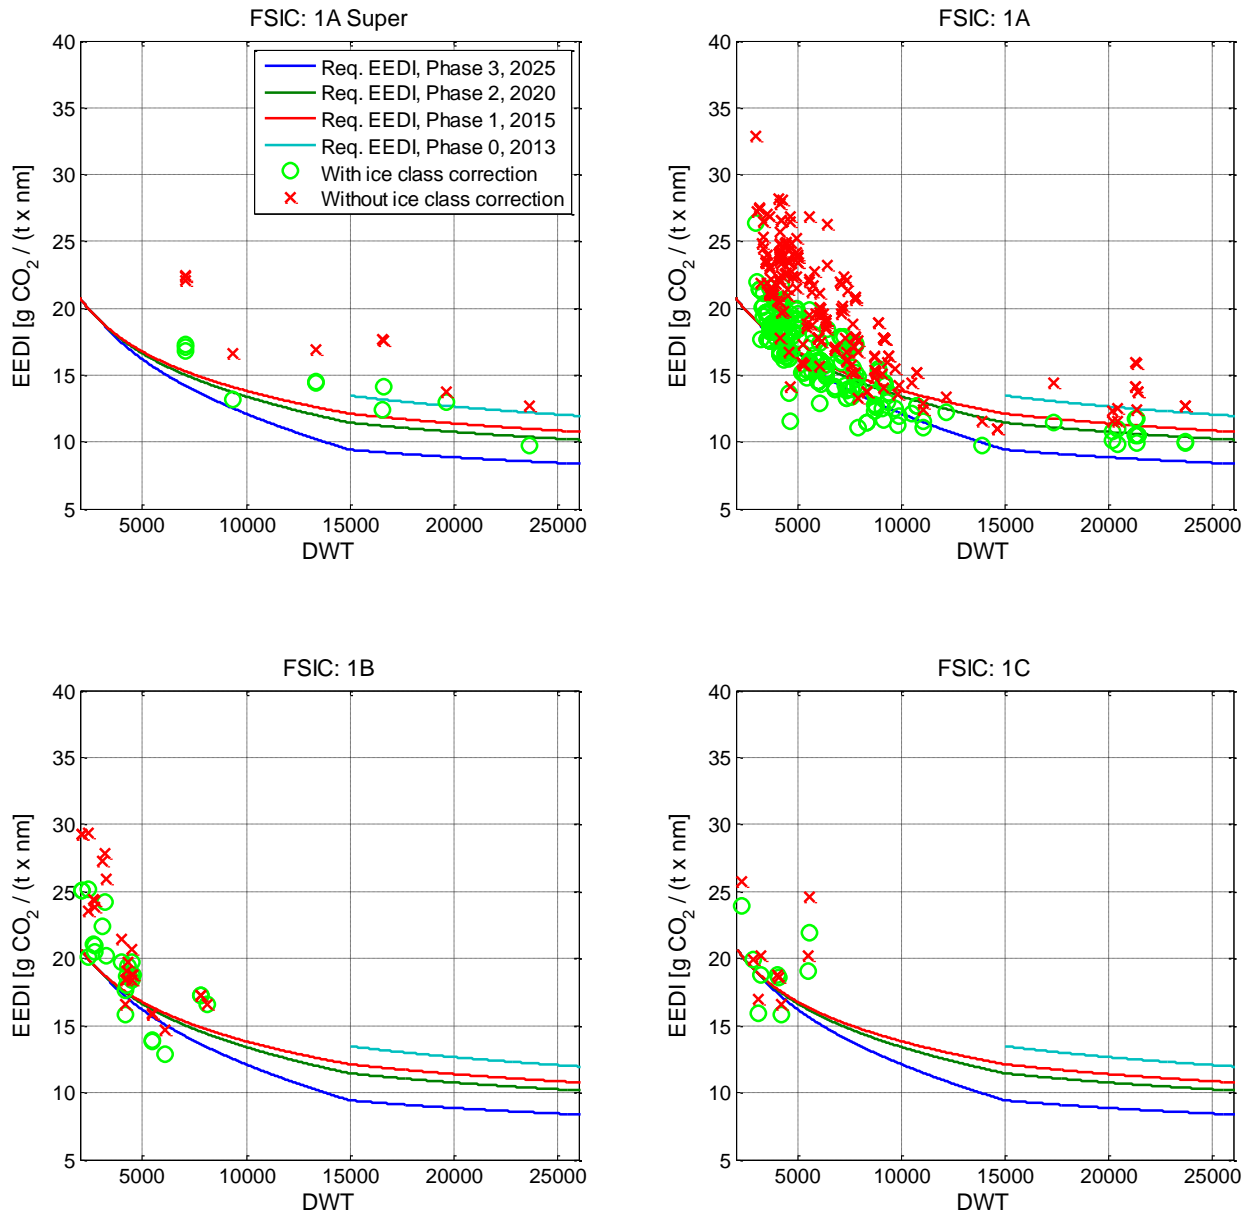 FSIC: 1A Super
40
35
30
25
20
15
10
5
EEDI [g CO2 / (t x nm]
5000 10000 15000 20000 25000
DWT
Req. EEDI, Phase 3, 2025
Req. EEDI, Phase 2, 2020
Req. EEDI, Phase 1, 2015
Req. EEDI, Phase 0, 2013
With ice class correction
Without ice class correction
FSIC: 1A
40
35
30
25
20
15
10
5
EEDI [g CO2 / (t x nm]
5000 10000 15000 20000 25000
DWT
FSIC: 1B
40
35
30
25
20
15
10
5
EEDI [g CO2 / (t x nm]
5000 10000 15000 20000 25000
DWT
FSIC: 1C
40
35
30
25
20
15
10
5
EEDI [g CO2 / (t x nm]
5000 10000 15000 20000 25000
DWT